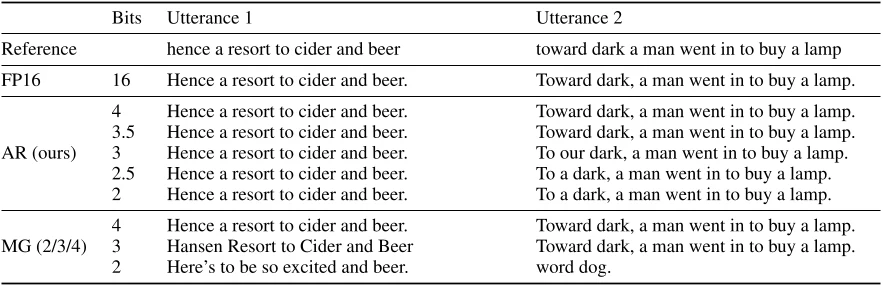 Bits Utterance 1 Utterance 2
Reference hence a resort to cider and beer toward dark a man went in to buy a lamp
FP16 16 Hence a resort to cider and beer. Toward dark, a man went in to buy a lamp.
4 Hence a resort to cider and beer. Toward dark, a man went in to buy a lamp.
3.5 Hence a resort to cider and beer. Toward dark, a man went in to buy a lamp.
AR (ours) 3 Hence a resort to cider and beer. To our dark, a man went in to buy a lamp.
2.5 Hence a resort to cider and beer. To a dark, a man went in to buy a lamp.
2 Hence a resort to cider and beer. To a dark, a man went in to buy a lamp.
4 Hence a resort to cider and beer. Toward dark, a man went in to buy a lamp.
MG (2/3/4) 3 Hansen Resort to Cider and Beer Toward dark, a man went in to buy a lamp.
2 Here's to be so excited and beer. word dog.